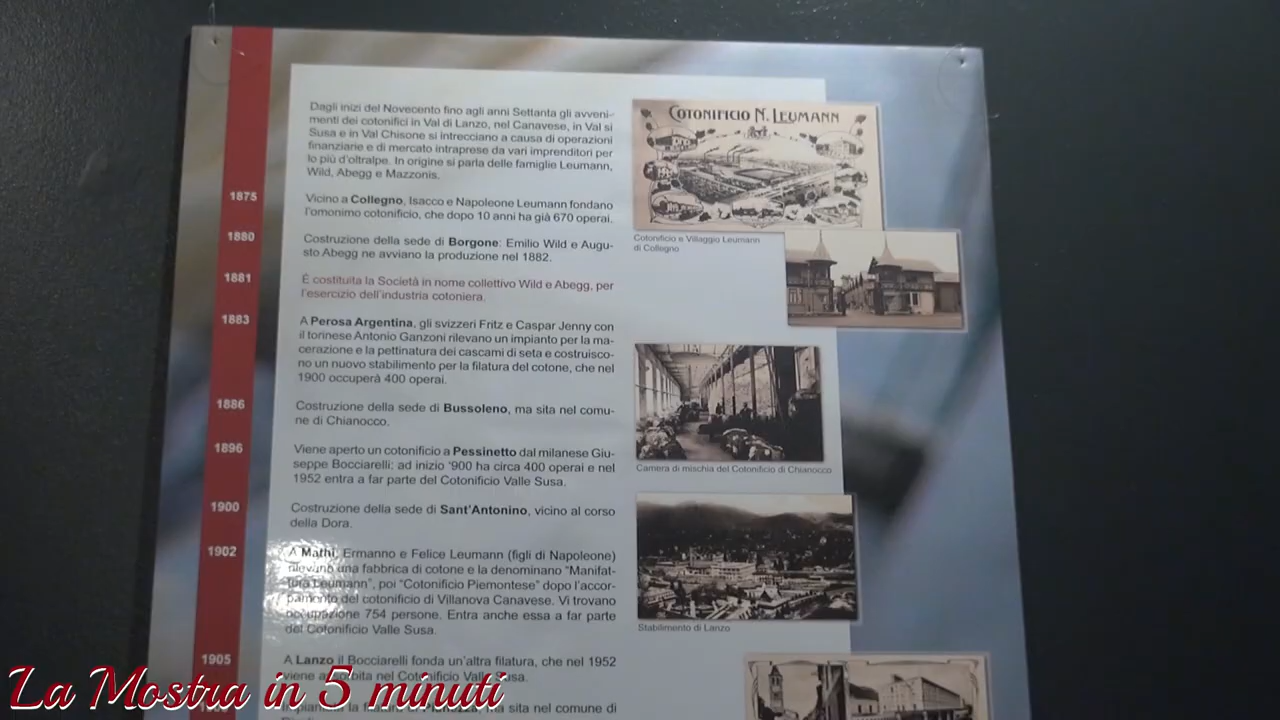 Dagli inizi del Novecento fino agli anni Settanta gli avveni-
menti dei cotonifici in Val di Lanzo, nel Canavese, in Val si
Susa e in Val Chisone si intrecciano a causa di operazioni
finanziarie e di mercato intraprese da vari imprenditori per
lo più d'oltralpe. In origine si parla delle famiglie Leumann,
Wild, Abegg e Mazzonis.
1875
Vicino a Collegno, Isacco e Napoleone Leumann fondano
l'omonimo cotonificio, che dopo 10 anni ha già 670 operai.
1880
Costruzione della sede di Borgone: Emilio Wild e Augu-
sto Abegg ne avviano la produzione nel 1882.
1881
È costituita la Società in nome collettivo Wild e Abegg, per
l'esercizio dell'industria cotoniera.
1883
A Perosa Argentina, gli svizzeri Fritz e Caspar Jenny con
il torinese Antonio Ganzoni rilevano un impianto per la ma-
cerazione e la pettinatura dei cascami di seta e costruisco-
no un nuovo stabilimento per la filatura del cotone, che nel
1900 occuperà 400 operai.
1886
Costruzione della sede di Bussoleno, ma sita nel comu-
ne di Chianocco.
1896
Viene aperto un cotonificio a Pessinetto dal milanese Giu-
seppe Bocciarelli: ad inizio '900 ha circa 400 operai e nel
1952 entra a far parte del Cotonificio Valle Susa.
1900
Costruzione della sede di Sant'Antonino, vicino al corso
della Dora.
1902
A Mathi, Ermanno e Felice Leumann (figli di Napoleone)
rilevano una fabbrica di cotone e la denominano "Manifat-
tura Leumann", poi "Cotonificio Piemontese" dopo l'accor-
pamento del cotonificio di Villanova Canavese. Vi trovano
occupazione 754 persone. Entra anche essa a far parte
del Cotonificio Valle Susa.
1905
A Lanzo il Bocciarelli fonda un'altra filatura, che nel 1952
viene assorbita nel Cotonificio Valle Susa.
la filatura di Pianezza, ma sita nel comune di
COTONIFICIO N. LEUMANN
Cotonificio e Villaggio Leumann
di Collegno
Camera di mischia del Cotonificio di Chianocco
Stabilimento di Lanzo
La Mostra in 5 minuti